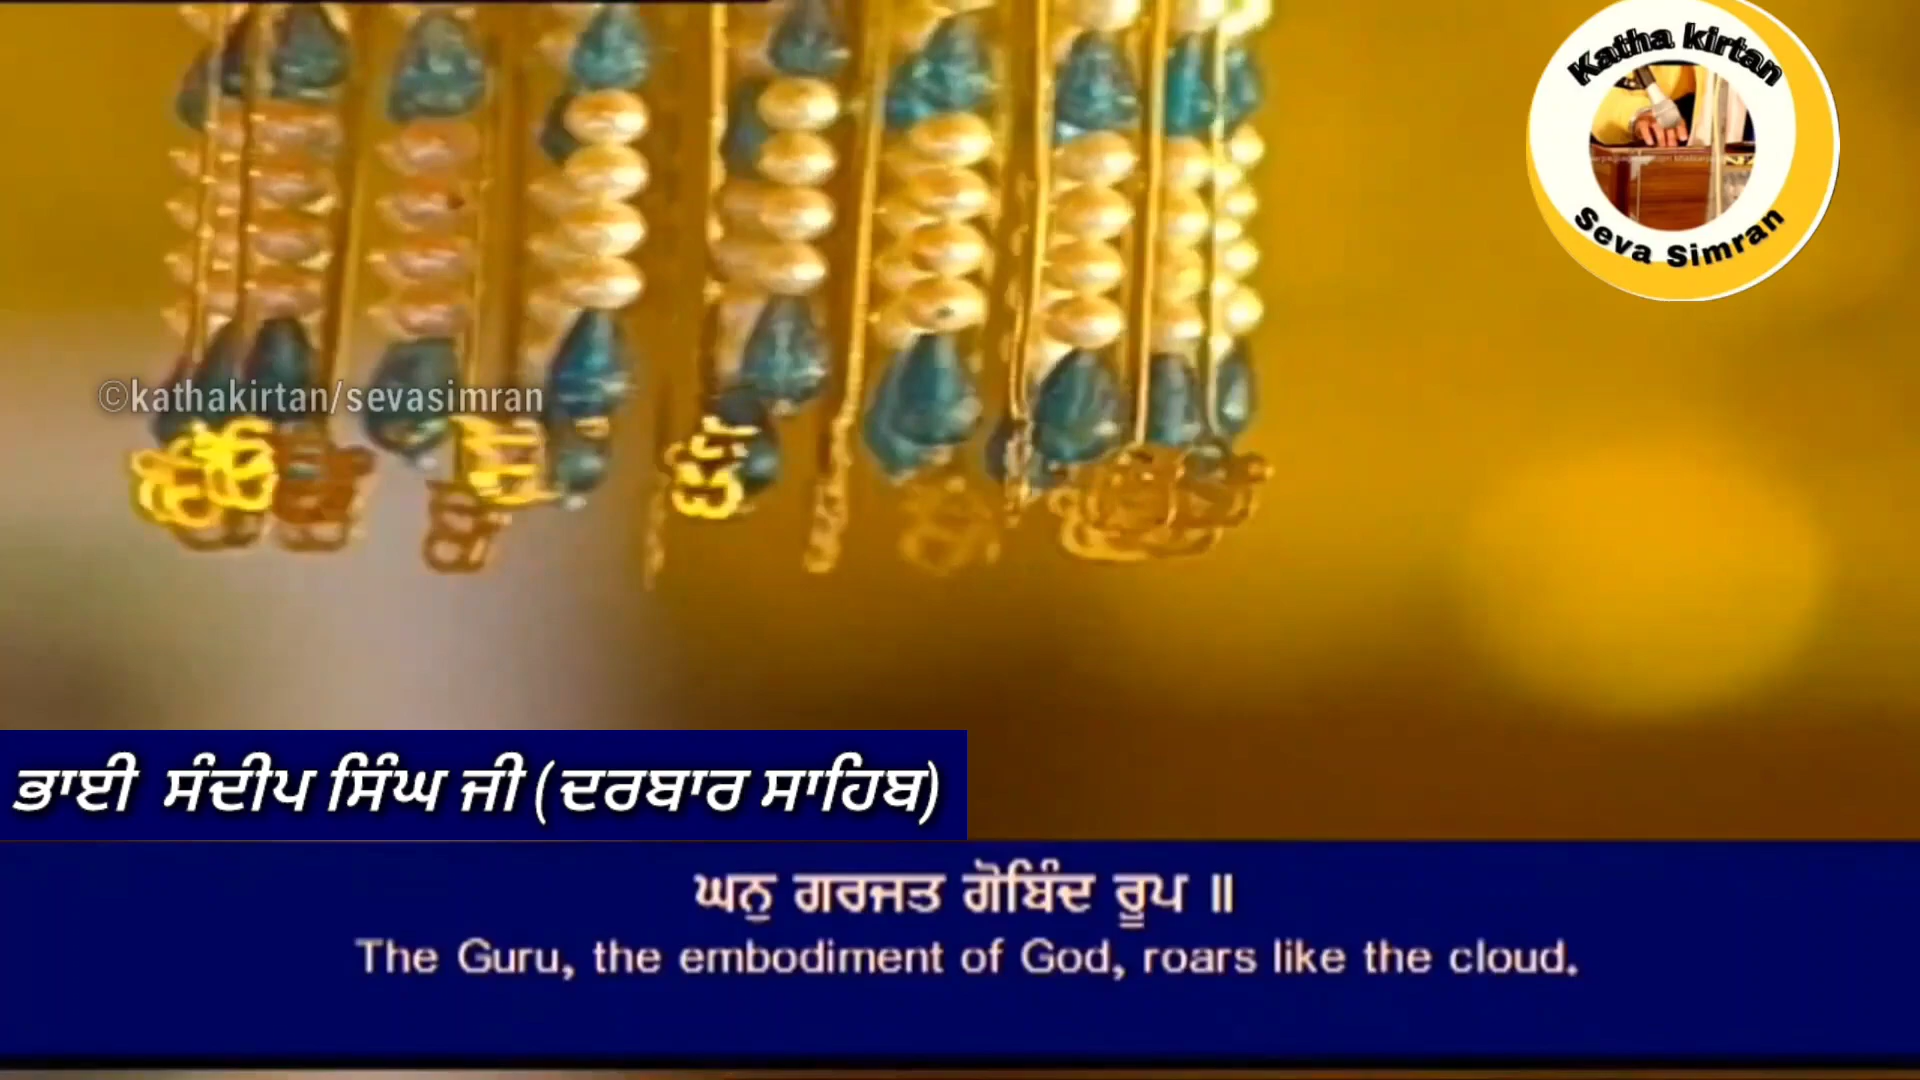 Katha kirtan
Seva Simran
©kathakirtan/sevasimran
ਭਾਈ ਸੰਦੀਪ ਸਿੰਘ ਜੀ (ਦਰਬਾਰ ਸਾਹਿਬ)
ਘਨੁ ਗਰਜਤ ਗੋਬਿੰਦ ਰੂਪ ॥
The Guru, the embodiment of God, roars like the cloud.